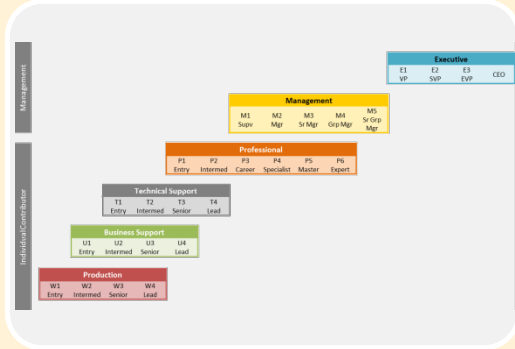 Management
Executive
E1 E2 E3 CEO
VP SVP EVP
Management
M1 M2 M3 M4 M5
Supv Mgr Sr Mgr Grp Mgr Sr Grp Mgr
Individual Contributor
Professional
P1 P2 P3 P4 P5 P6
Entry Intermed Career Specialist Master Expert
Technical Support
T1 T2 T3 T4
Entry Intermed Senior Lead
Business Support
U1 U2 U3 U4
Entry Intermed Senior Lead
Production
W1 W2 W3 W4
Entry Intermed Senior Lead